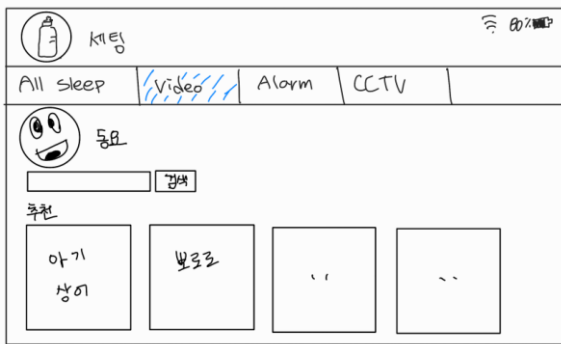 세팅 80%
All Sleep Video Alarm CCTV
동요
검색
추천
아기 뽀로로
상어